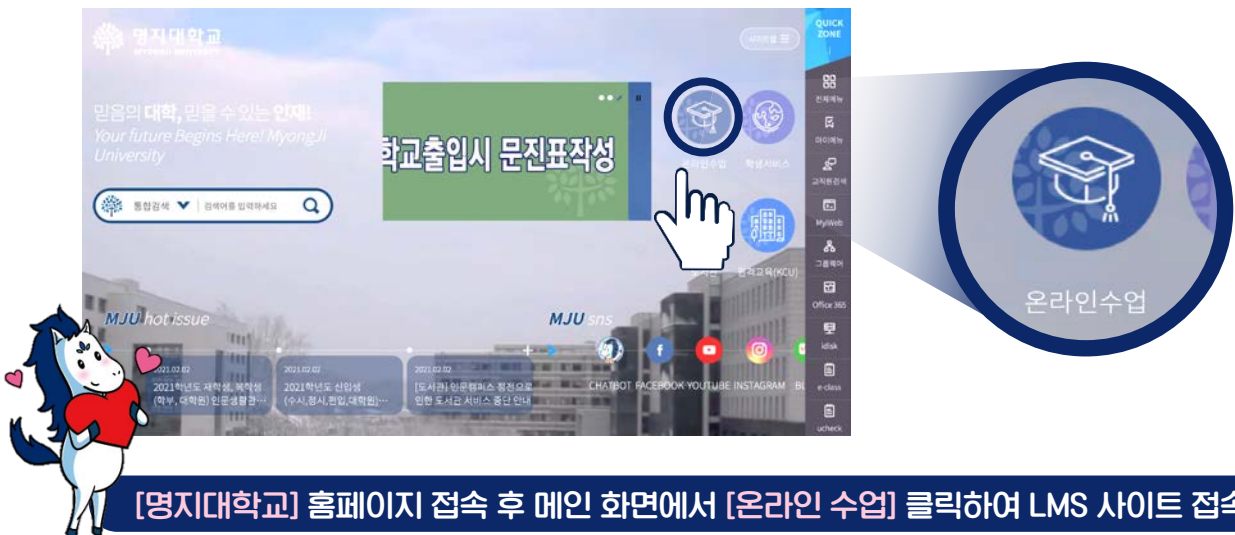 명지대학교
MYONGJI UNIVERSITY
사이트맵
QUICK
ZONE
믿음의 대학, 믿을 수 있는 인재!
Your future Begins Here! MyongJi
University
통합검색
검색어를 입력하세요
학교출입시 문진표작성
온라인수업
학생서비스
원격교육(KCU)
전체메뉴
마이메뉴
교직원검색
MyiWeb
그룹웨어
Office 365
idisk
e-class
ucheck
온라인수업
MJU hot issue
MJU sns
2021.02.02
2021학년도 재학생, 복학생
(학부, 대학원) 인문생활관…
2021.02.02
2021학년도 신입생
(수시,정시,편입,대학원)…
2021.02.02
[도서관] 인문캠퍼스 정전으로
인한 도서관 서비스 중단 안내
CHATBOT FACEBOOK YOUTUBE INSTAGRAM BL
[명지대학교] 홈페이지 접속 후 메인 화면에서 [온라인 수업] 클릭하여 LMS 사이트 접속